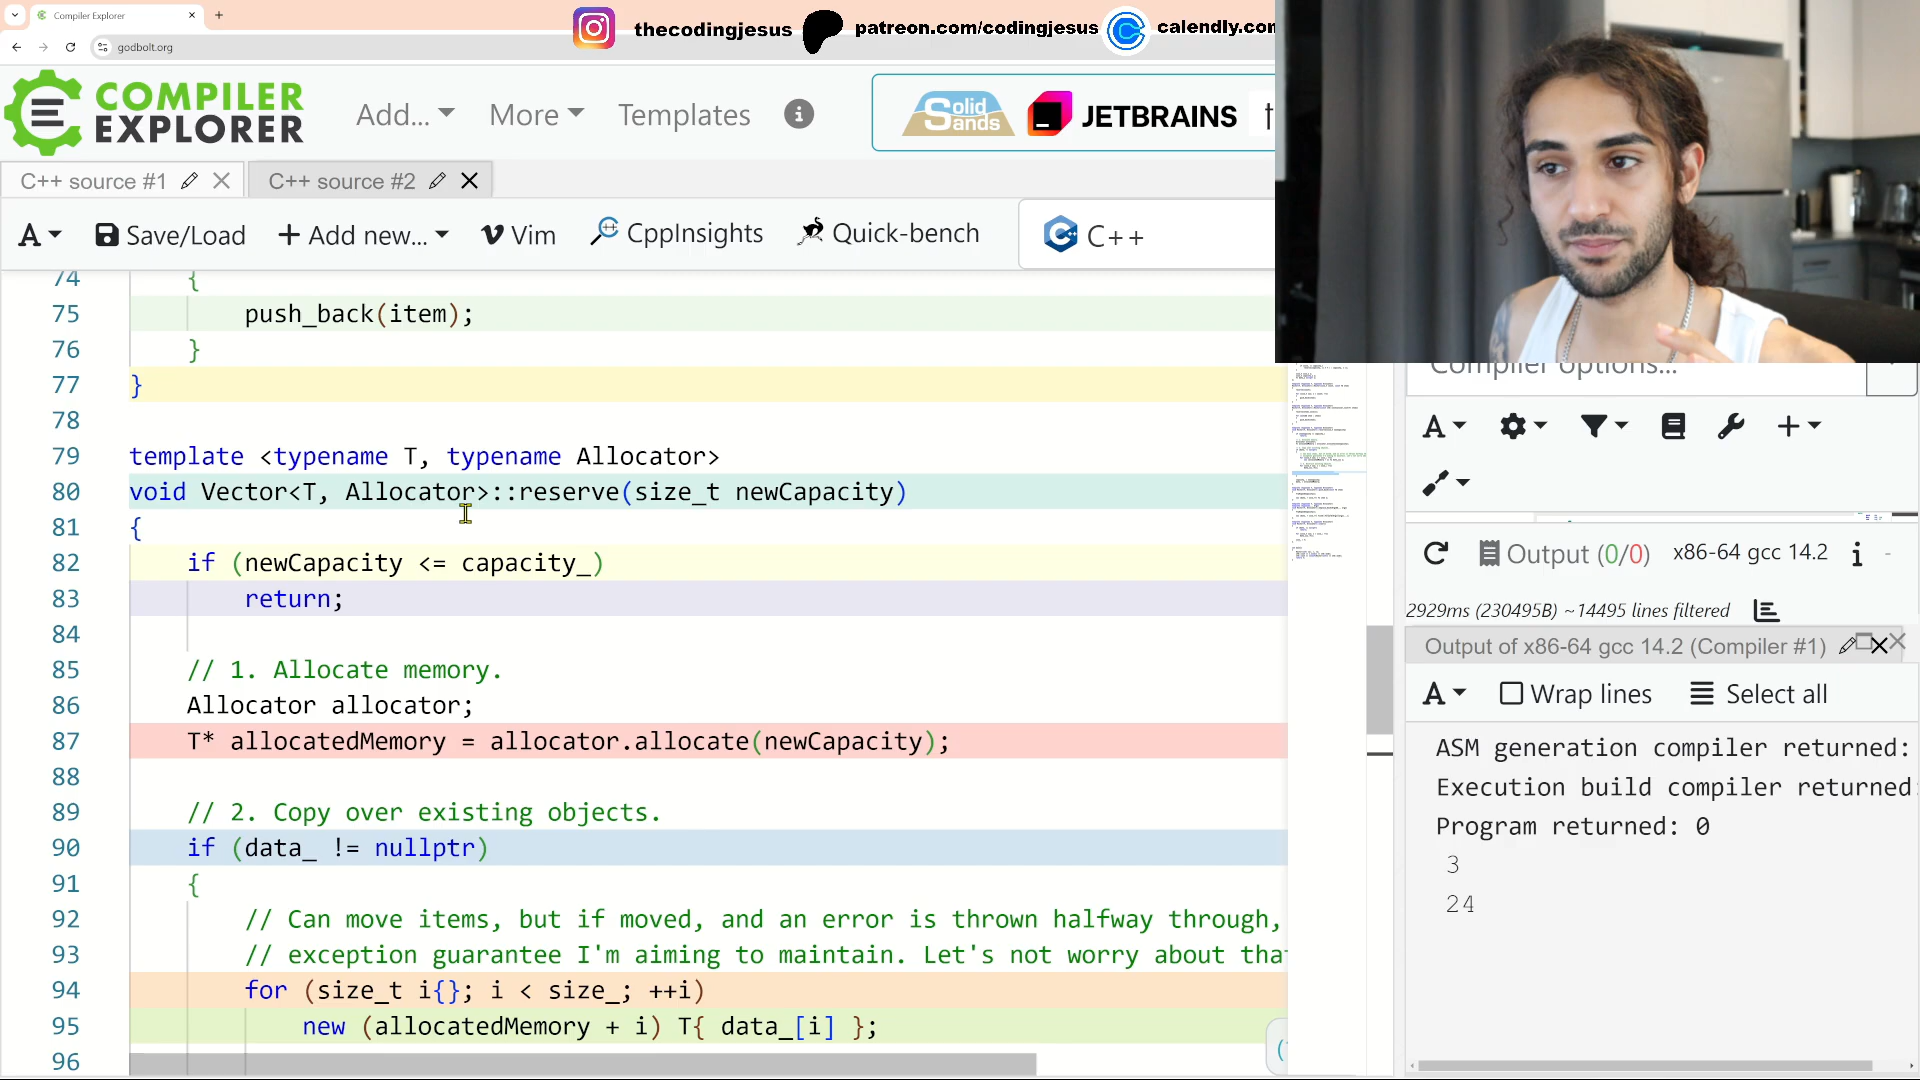 Compiler Explorer
godbolt.org
thecodingjesus
patreon.com/codingjesus
calendly.com
COMPILER
EXPLORER
Add...
More
Templates
Solid
Sands
JETBRAINS
C++ source #1
C++ source #2
A
Save/Load
+ Add new...
Vim
CppInsights
Quick-bench
C++
74 {
75 push_back(item);
76 }
77 }
78
79 template <typename T, typename Allocator>
80 void Vector<T, Allocator>::reserve(size_t newCapacity)
81 {
82 if (newCapacity <= capacity_)
83 return;
84
85 // 1. Allocate memory.
86 Allocator allocator;
87 T* allocatedMemory = allocator.allocate(newCapacity);
88
89 // 2. Copy over existing objects.
90 if (data_ != nullptr)
91 {
92 // Can move items, but if moved, and an error is thrown halfway through,
93 // exception guarantee I'm aiming to maintain. Let's not worry about tha
94 for (size_t i{}; i < size_; ++i)
95 new (allocatedMemory + i) T{ data_[i] };
96
Compiler options...
A
Output (0/0) x86-64 gcc 14.2
2929ms (230495B) ~14495 lines filtered
Output of x86-64 gcc 14.2 (Compiler #1)
A Wrap lines Select all
ASM generation compiler returned:
Execution build compiler returned:
Program returned: 0
3
24